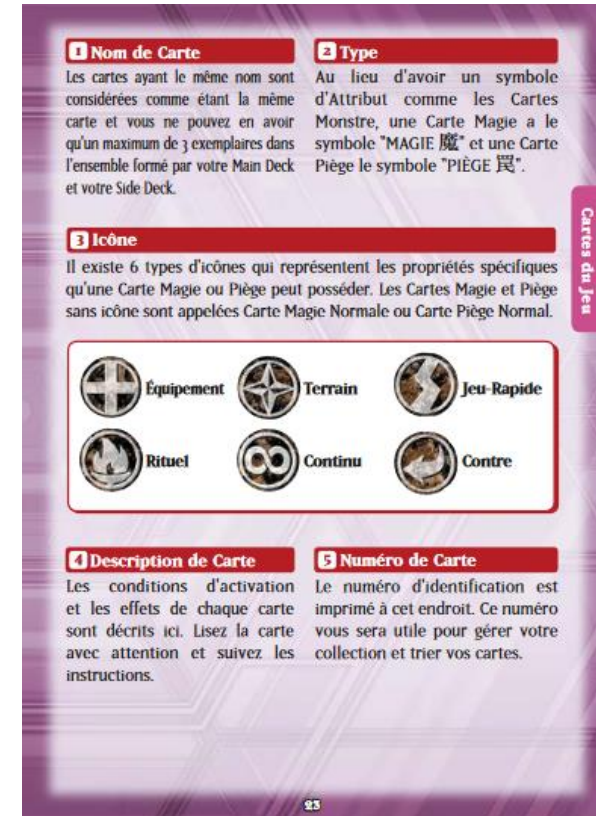 1 Nom de Carte
Les cartes ayant le même nom sont
considérées comme étant la même
carte et vous ne pouvez en avoir
qu'un maximum de 3 exemplaires dans
l'ensemble formé par votre Main Deck
et votre Side Deck.
2 Type
Au lieu d'avoir un symbole
d'Attribut comme les Cartes
Monstre, une Carte Magie a le
symbole "MAGIE 魔" et une Carte
Piège le symbole "PIÈGE 罠".
3 Icône
Il existe 6 types d'icônes qui représentent les propriétés spécifiques
qu'une Carte Magie ou Piège peut posséder. Les Cartes Magie et Piège
sans icône sont appelées Carte Magie Normale ou Carte Piège Normal.
Équipement
Terrain
Jeu-Rapide
Rituel
Continu
Contre
4 Description de Carte
Les conditions d'activation
et les effets de chaque carte
sont décrits ici. Lisez la carte
avec attention et suivez les
instructions.
5 Numéro de Carte
Le numéro d'identification est
imprimé à cet endroit. Ce numéro
vous sera utile pour gérer votre
collection et trier vos cartes.
Cartes du Jeu
23